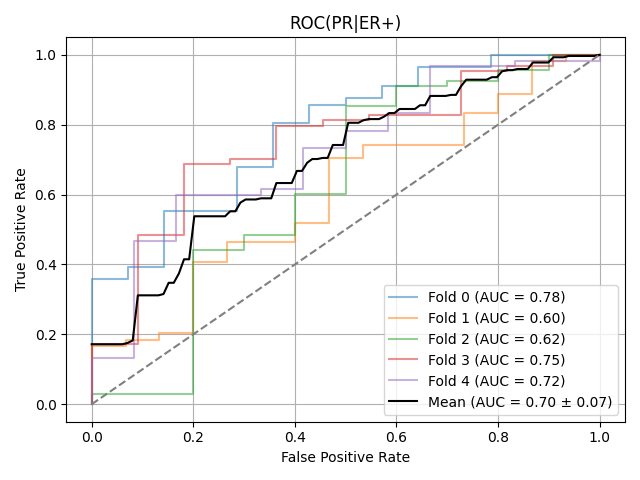 ROC(PR|ER+)
True Positive Rate
1.0
0.8
0.6
0.4
0.2
0.0
Fold 0 (AUC = 0.78)
Fold 1 (AUC = 0.60)
Fold 2 (AUC = 0.62)
Fold 3 (AUC = 0.75)
Fold 4 (AUC = 0.72)
Mean (AUC = 0.70 ± 0.07)
0.0 0.2 0.4 0.6 0.8 1.0
False Positive Rate